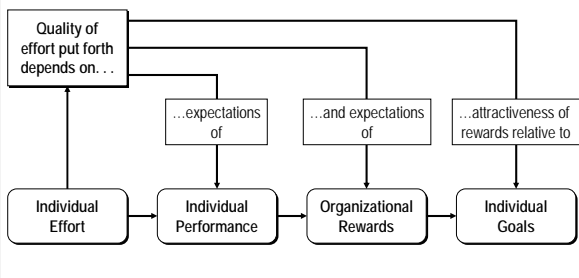 Quality of
effort put forth
depends on. . .
...expectations
of
...and expectations
of
...attractiveness of
rewards relative to
Individual
Effort
Individual
Performance
Organizational
Rewards
Individual
Goals